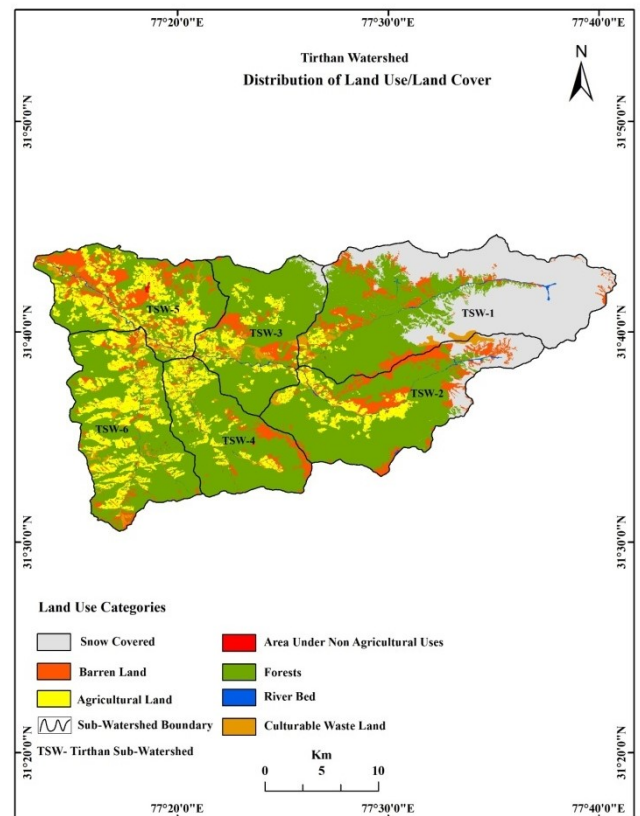 77°20'0"E 77°30'0"E 77°40'0"E
Tirthan Watershed
Distribution of Land Use/Land Cover
N
31°50'0"N 31°50'0"N
31°40'0"N 31°40'0"N
31°30'0"N 31°30'0"N
31°20'0"N 31°20'0"N
TSW-5
TSW-3
TSW-1
TSW-2
TSW-6
TSW-4
Land Use Categories
Snow Covered
Barren Land
Agricultural Land
Sub-Watershed Boundary
TSW- Tirthan Sub-Watershed
Area Under Non Agricultural Uses
Forests
River Bed
Culturable Waste Land
Km
0 5 10
77°20'0"E 77°30'0"E 77°40'0"E